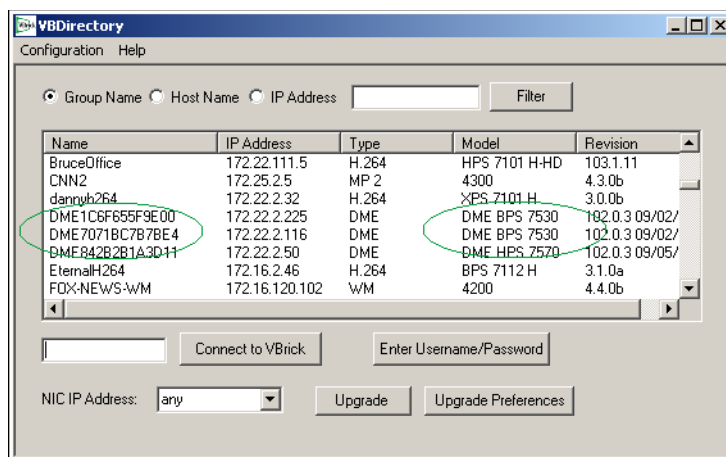 VBDirectory
Configuration Help
Group Name Host Name IP Address Filter
Name IP Address Type Model Revision
BruceOffice 172.22.111.5 H.264 HPS 7101 H-HD 103.1.11
CNN2 172.25.2.5 MP 2 4300 4.3.0b
dannyh264 172.22.2.32 H.264 XPS 7101 H 3.0.0b
DME1C6F655F9E00 172.22.2.225 DME DME BPS 7530 102.0.3 09/02/
DME7071BC7B7BE4 172.22.2.116 DME DME BPS 7530 102.0.3 09/02/
DME842B2B1A3D11 172.22.2.50 DME DME HPS 7570 102.0.3 09/05/
EternalH264 172.16.2.46 H.264 BPS 7112 H 3.1.0a
FOX-NEWS-WM 172.16.120.102 WM 4200 4.4.0b
Connect to VBrick Enter Username/Password
NIC IP Address: any Upgrade Upgrade Preferences